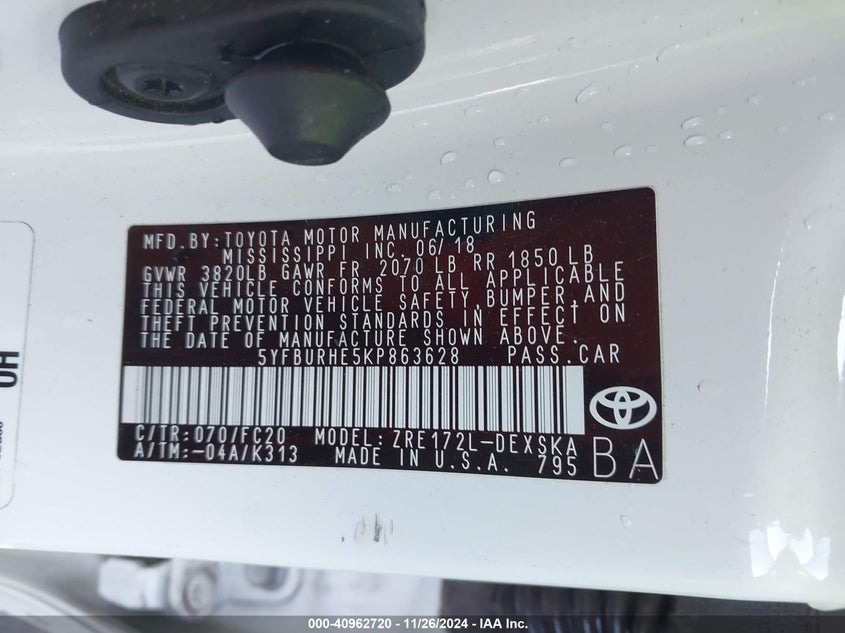 MFD. BY: TOYOTA MOTOR MANUFACTURING
MISSISSIPPI INC. 06/18
GVWR 3820LB GAWR FR 2070 LB RR 1850 LB
THIS VEHICLE CONFORMS TO ALL APPLICABLE
FEDERAL MOTOR VEHICLE SAFETY, BUMPER, AND
THEFT PREVENTION STANDARDS IN EFFECT ON
THE DATE OF MANUFACTURE SHOWN ABOVE.
5YFBURHE5KP863628 PASS. CAR
C/TR: 070/FC20 MODEL: ZRE172L-DEXSKA
A/TM: -04A/K313 MADE IN U.S.A. 795 BA
HO
000-40962720 - 11/26/2024 - IAA Inc.